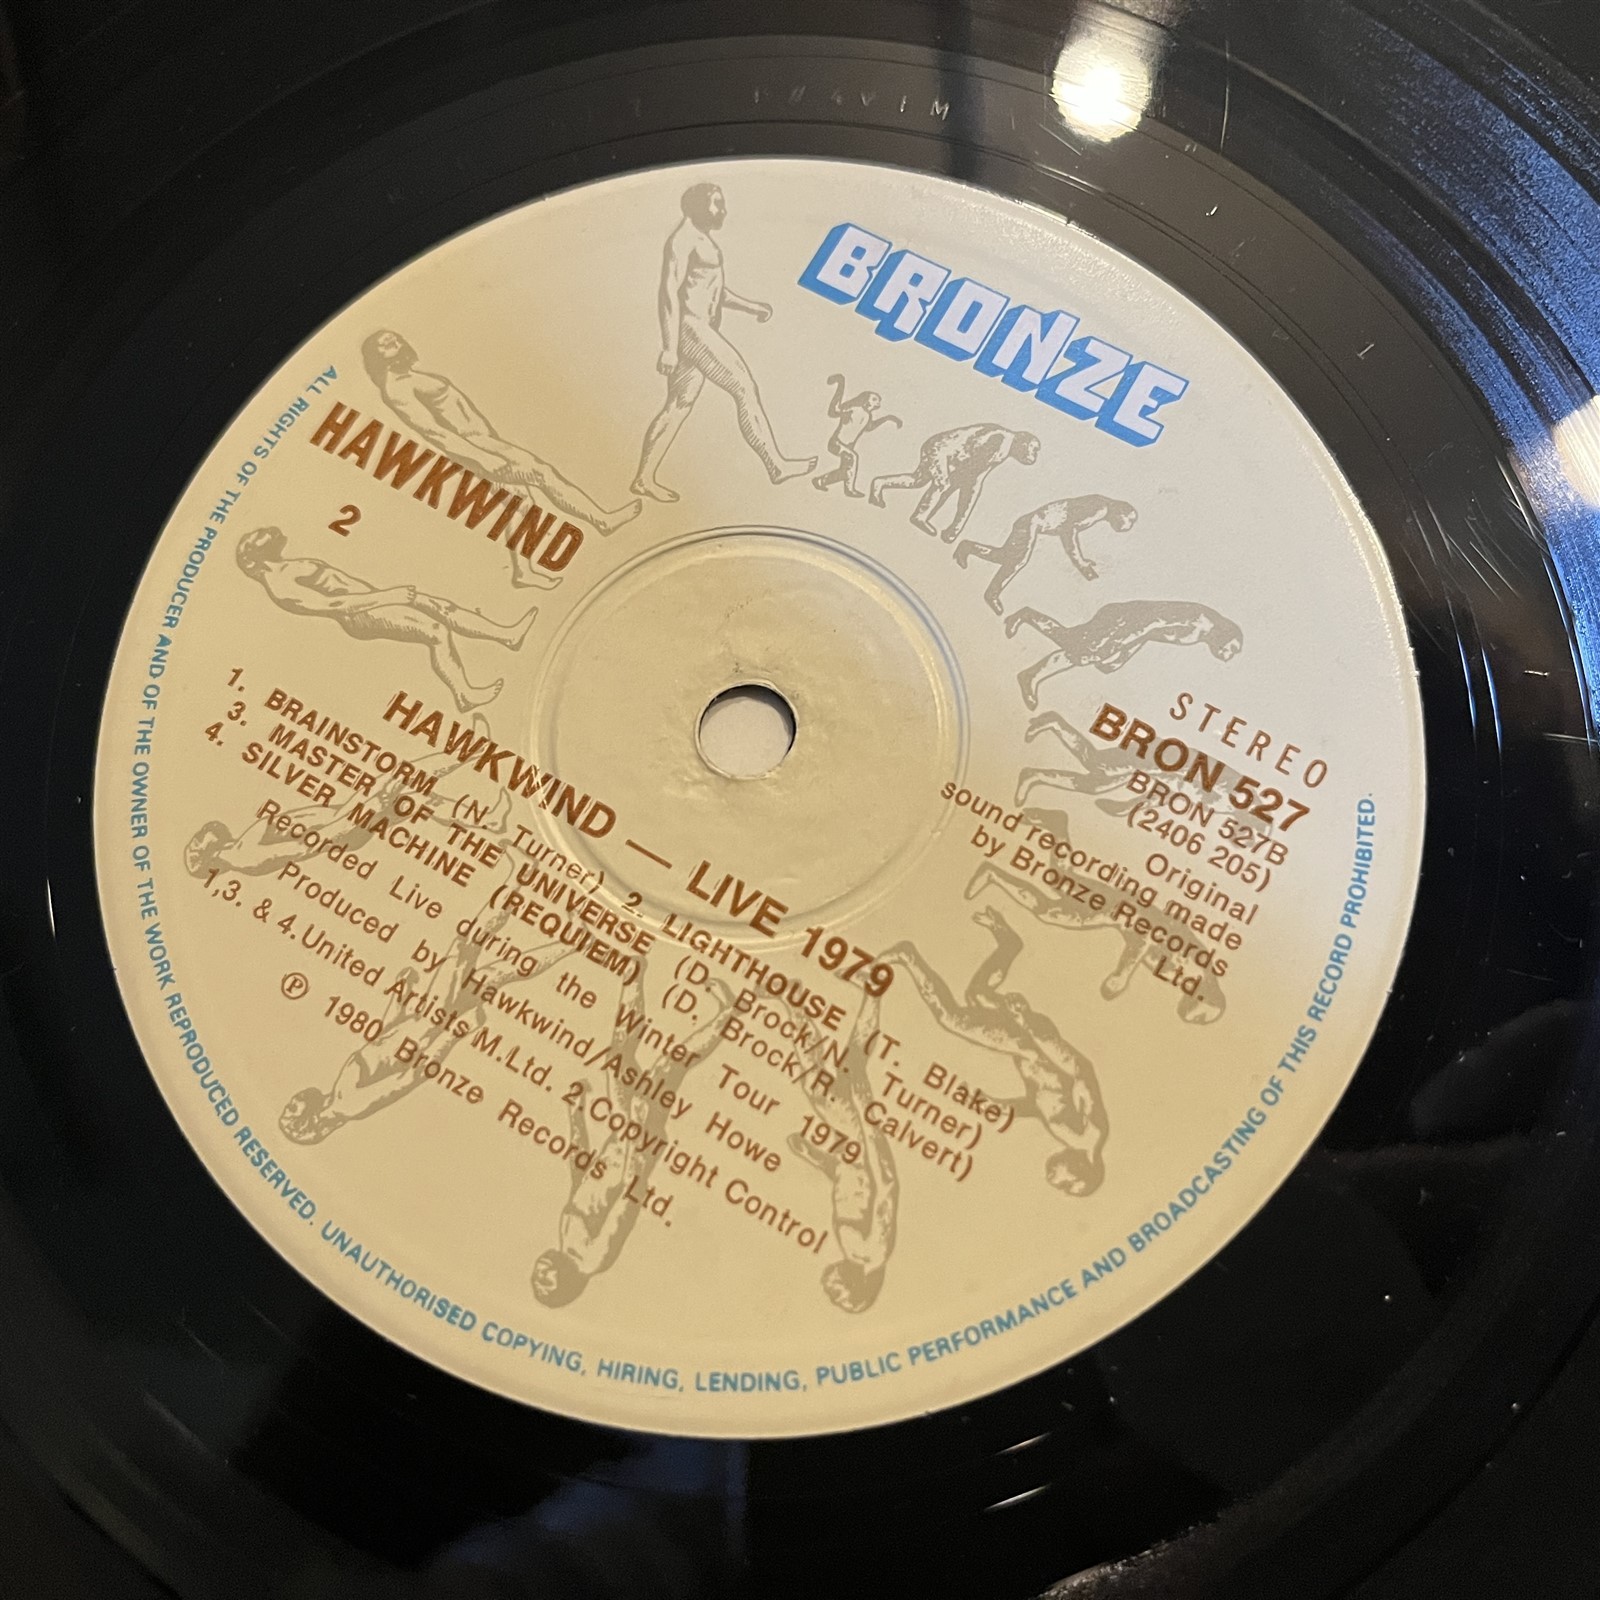 BRONZE
HAWKWIND
2
STEREO
BRON 527
BRON 527B
(2406 205)
Original
sound recording made
by Bronze Records
Ltd.
HAWKWIND — LIVE 1979
1. BRAINSTORM (N. Turner) 2. LIGHTHOUSE (T. Blake)
3. MASTER OF THE UNIVERSE (D. Brock/N. Turner)
4. SILVER MACHINE (REQUIEM) (D. Brock/R. Calvert)
Recorded Live during the Winter Tour 1979
Produced by Hawkwind/Ashley Howe
1,3. & 4. United Artists M.Ltd. 2. Copyright Control
℗ 1980 Bronze Records Ltd.
ALL RIGHTS OF THE PRODUCER AND OF THE OWNER OF THE WORK REPRODUCED RESERVED. UNAUTHORISED COPYING, HIRING, LENDING, PUBLIC PERFORMANCE AND BROADCASTING OF THIS RECORD PROHIBITED.